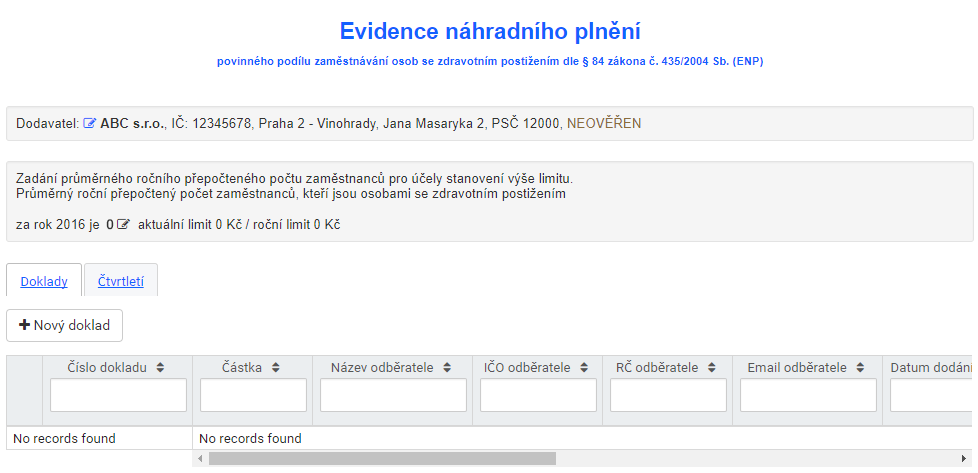 Evidence náhradního plnění
povinného podílu zaměstnávání osob se zdravotním postižením dle § 84 zákona č. 435/2004 Sb. (ENP)
Dodavatel: ABC s.r.o., IČ: 12345678, Praha 2 - Vinohrady, Jana Masaryka 2, PSČ 12000, NEOVĚŘEN
Zadání průměrného ročního přepočteného počtu zaměstnanců pro účely stanovení výše limitu.
Průměrný roční přepočtený počet zaměstnanců, kteří jsou osobami se zdravotním postižením
za rok 2016 je 0 aktuální limit 0 Kč / roční limit 0 Kč
Doklady Čtvrtletí
Nový doklad
Číslo dokladu Částka Název odběratele IČO odběratele RČ odběratele Email odběratele Datum dodání
No records found No records found